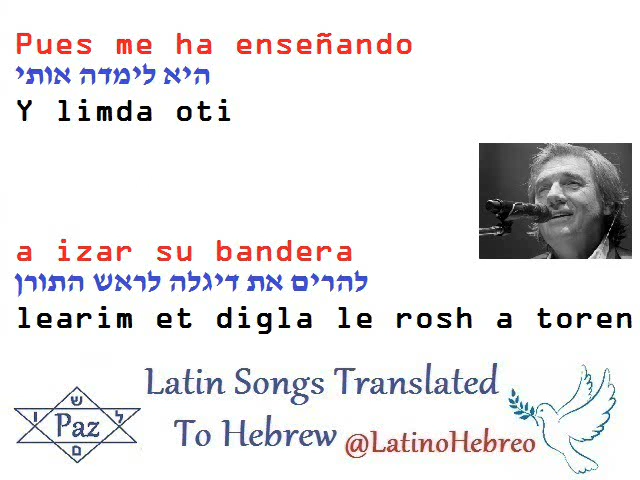 Pues me ha enseñando
היא לימדה אותי
Y limda oti
a izar su bandera
להרים את דיגלה לראש התורן
learim et digla le rosh a toren
Latin Songs Translated
To Hebrew @LatinoHebreo
ש
ו Paz ל
ם